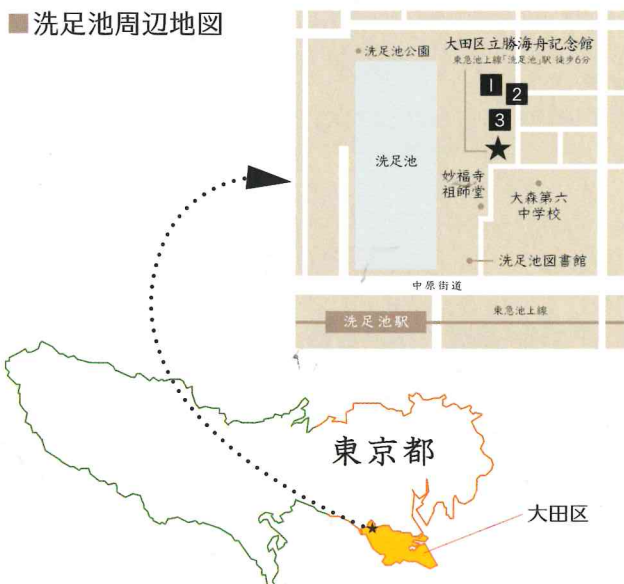 ■洗足池周辺地図
洗足池公園
大田区立勝海舟記念館
東急池上線「洗足池」駅 徒歩6分
1
2
3
洗足池
妙福寺
祖師堂
大森第六
中学校
洗足池図書館
中原街道
東急池上線
洗足池駅
東京都
大田区